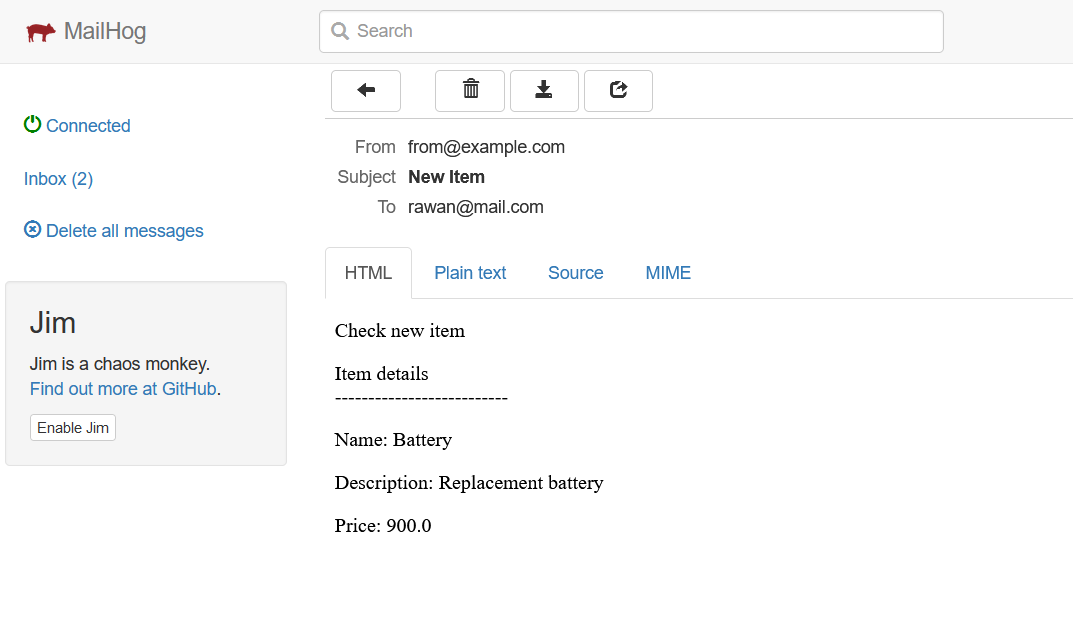 MailHog
Search
Connected
Inbox (2)
Delete all messages
Jim
Jim is a chaos monkey.
Find out more at GitHub.
Enable Jim
From from@example.com
Subject New Item
To rawan@mail.com
HTML Plain text Source MIME
Check new item
Item details
--------------------------
Name: Battery
Description: Replacement battery
Price: 900.0